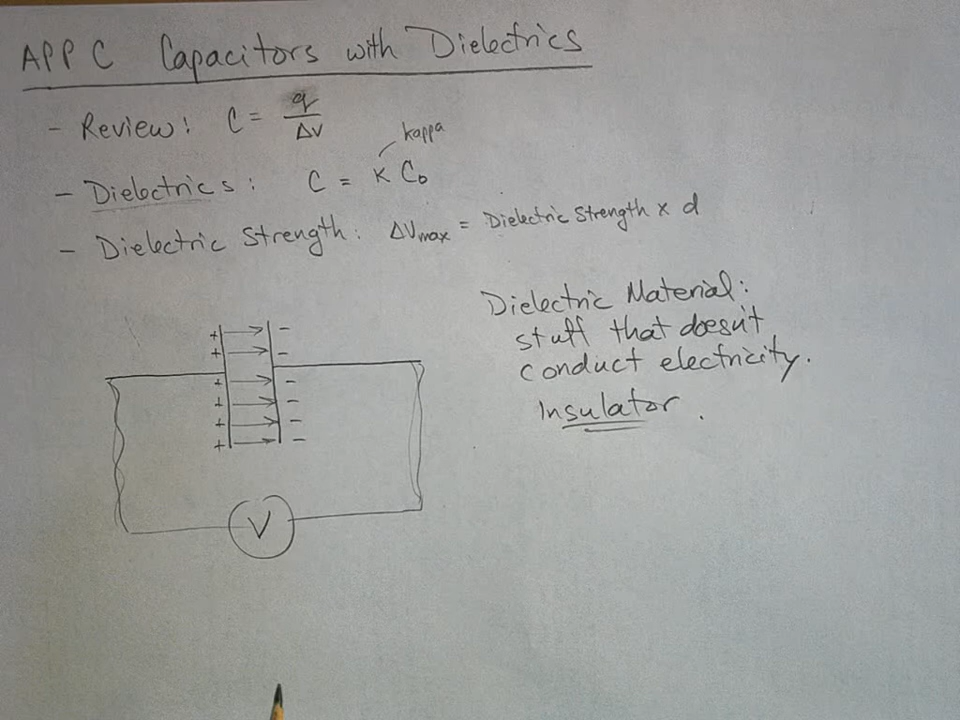 APP C Capacitors with Dielectrics
- Review: C = q/ΔV
kappa
- Dielectrics: C = κ C₀
- Dielectric Strength: ΔVmax = Dielectric Strength x d
Dielectric Material:
stuff that doesn't
conduct electricity.
Insulator.
+ -
+ -
+ -
+ -
+ -
+ -
V